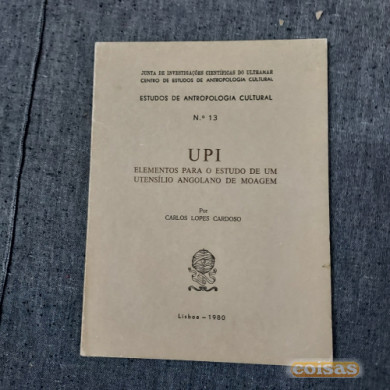 JUNTA DE INVESTIGAÇÕES CIENTÍFICAS DO ULTRAMAR
CENTRO DE ESTUDOS DE ANTROPOLOGIA CULTURAL
ESTUDOS DE ANTROPOLOGIA CULTURAL
N.º 13
UPI
ELEMENTOS PARA O ESTUDO DE UM
UTENSÍLIO ANGOLANO DE MOAGEM
Por
CARLOS LOPES CARDOSO
Lisboa – 1980
coisas